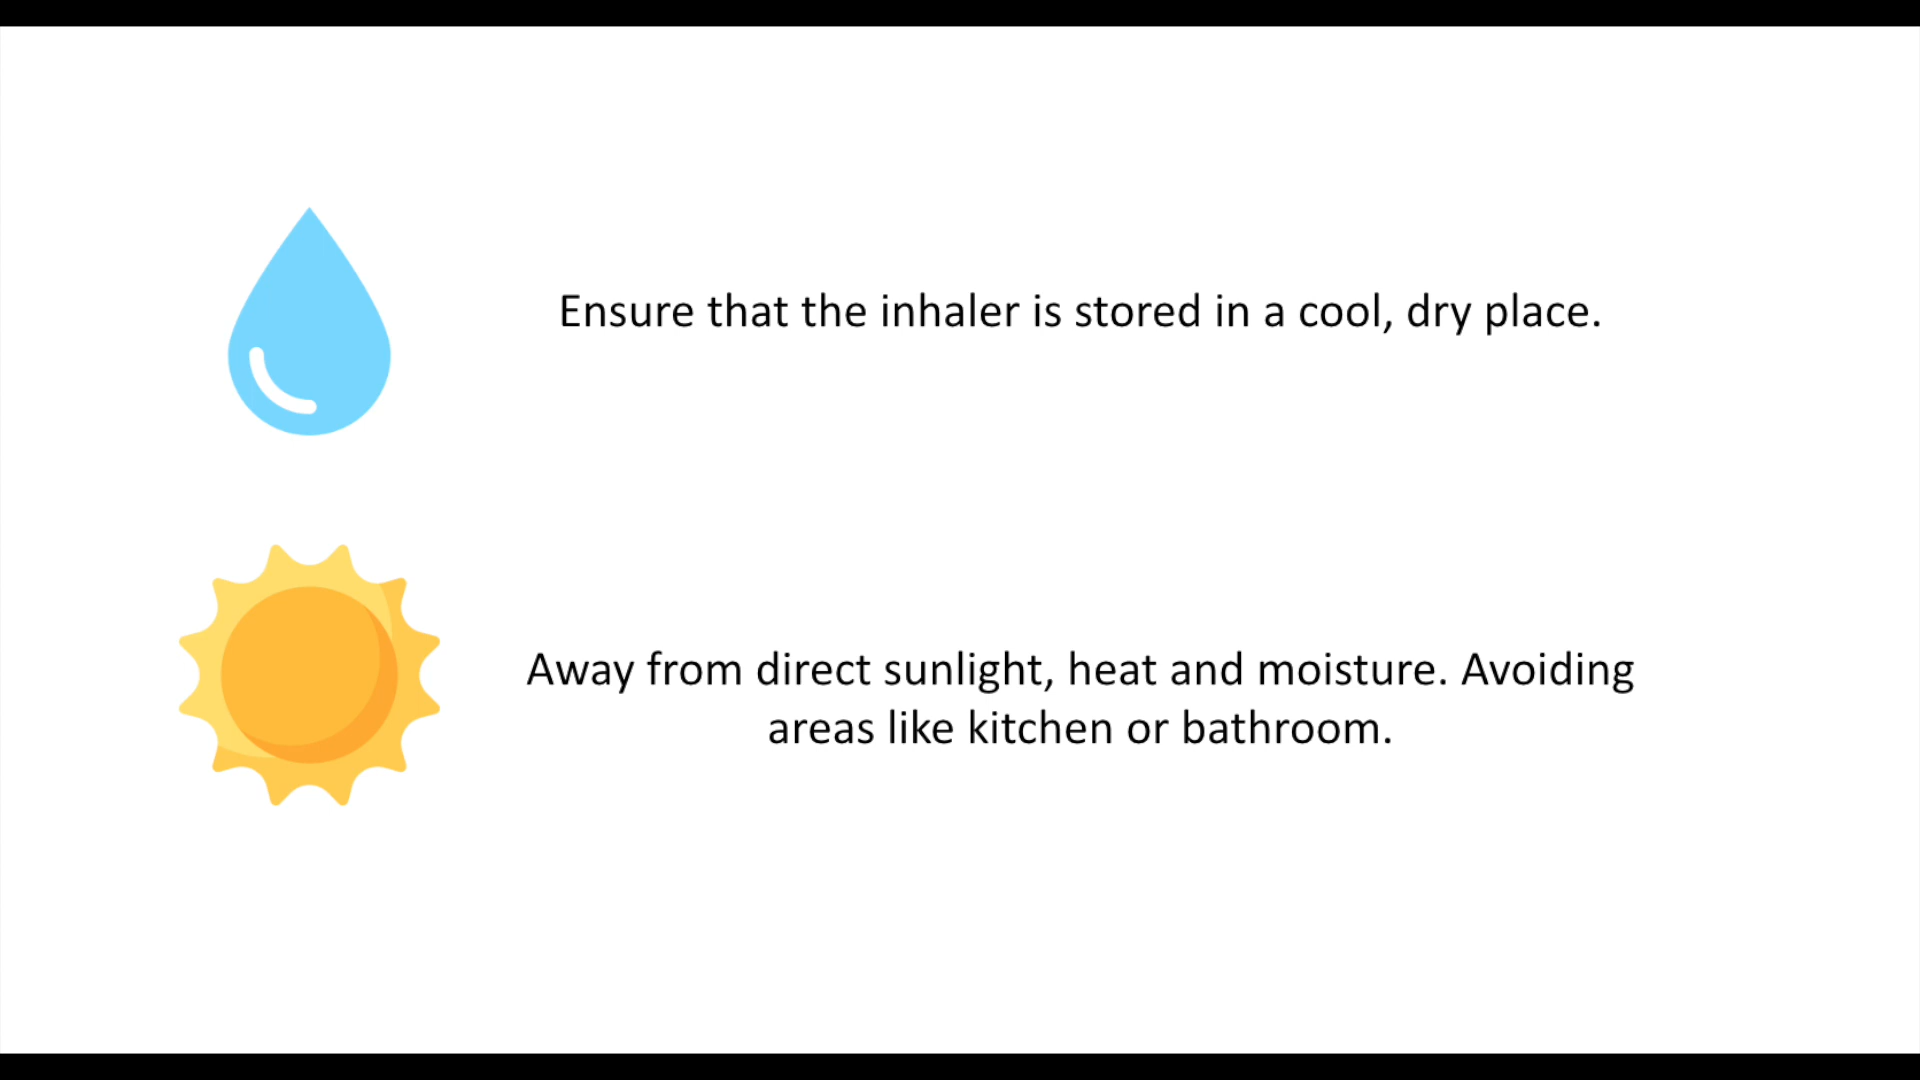 Ensure that the inhaler is stored in a cool, dry place.
Away from direct sunlight, heat and moisture. Avoiding
areas like kitchen or bathroom.